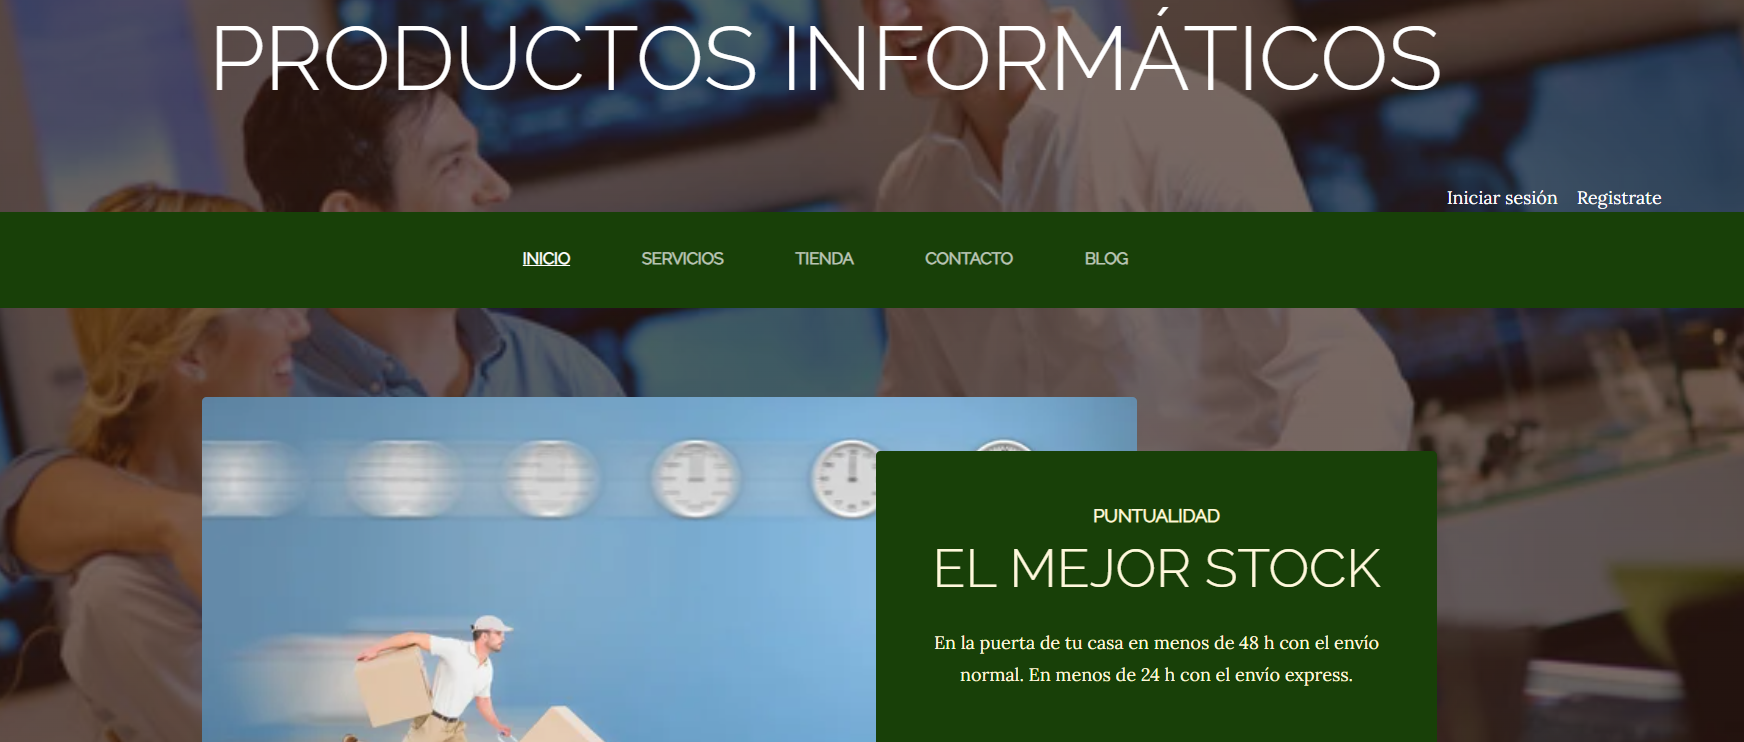 PRODUCTOS INFORMÁTICOS
Iniciar sesión Registrate
INICIO SERVICIOS TIENDA CONTACTO BLOG
PUNTUALIDAD
EL MEJOR STOCK
En la puerta de tu casa en menos de 48 h con el envío
normal. En menos de 24 h con el envío express.